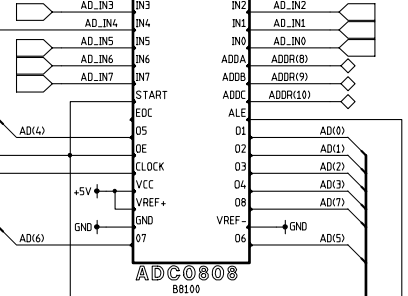 AD_IN3 IN3 IN2 AD_IN2
AD_IN4 IN4 IN1 AD_IN1
AD_IN5 IN5 IN0 AD_IN0
AD_IN6 IN6 ADDA ADDR(8)
AD_IN7 IN7 ADDB ADDR(9)
START ADDC ADDR(10)
EOC ALE
AD(4) O5 O1 AD(0)
OE O2 AD(1)
CLOCK O3 AD(2)
+5V VCC O4 AD(3)
VREF+ O8 AD(7)
GND GND VREF- GND
AD(6) O7 O6 AD(5)
ADC0808
B8100